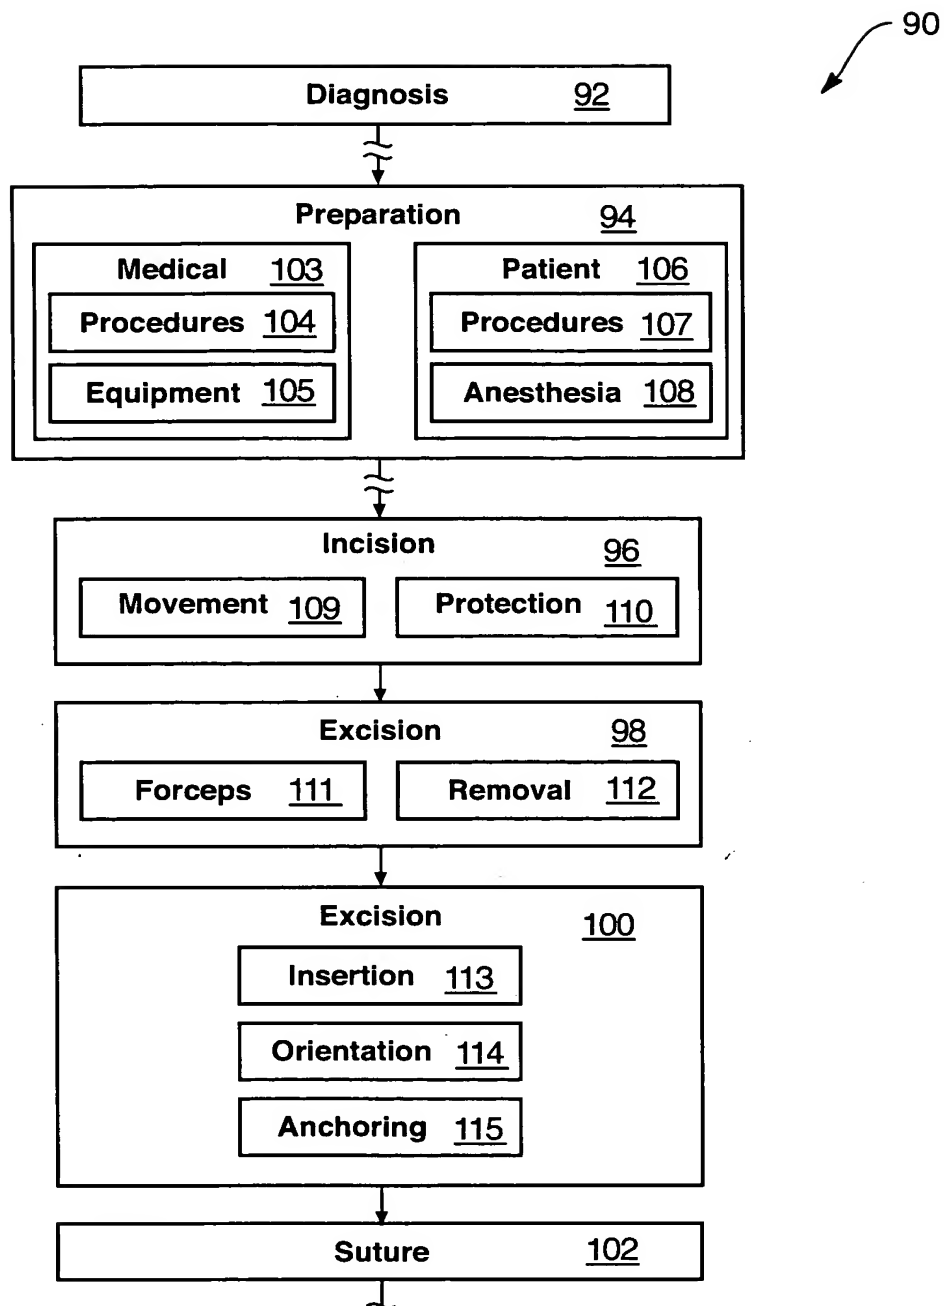 90
Diagnosis 92
Preparation 94
Medical 103
Procedures 104
Equipment 105
Patient 106
Procedures 107
Anesthesia 108
Incision 96
Movement 109
Protection 110
Excision 98
Forceps 111
Removal 112
Excision 100
Insertion 113
Orientation 114
Anchoring 115
Suture 102